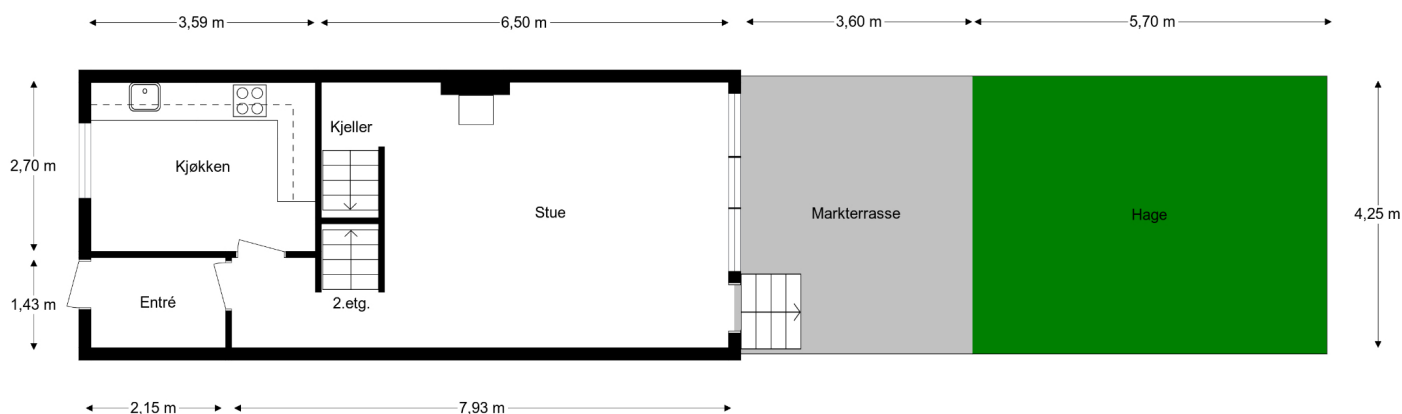 3,59 m
6,50 m
3,60 m
5,70 m
Kjeller
2,70 m
Kjøkken
Stue
Markterrasse
Hage
4,25 m
1,43 m
Entré
2.etg.
2,15 m
7,93 m